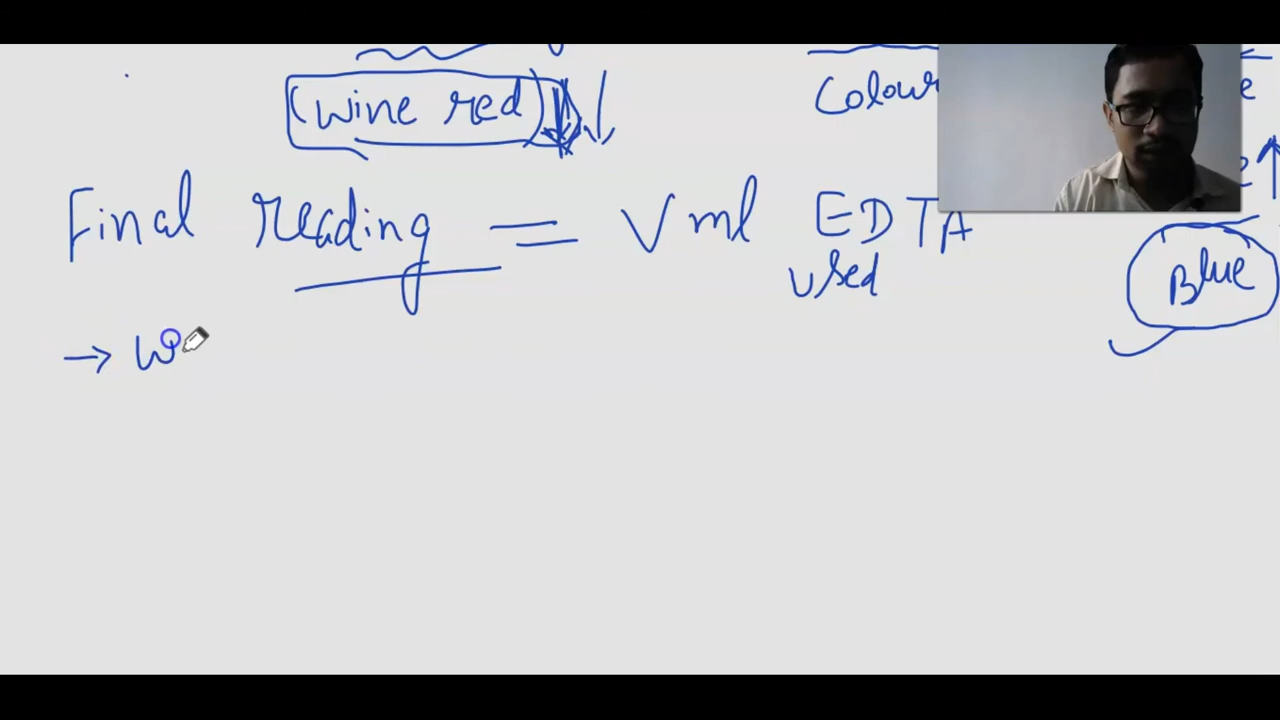 (wine red) Colour
Final reading = V ml EDTA
used Blue
→ w